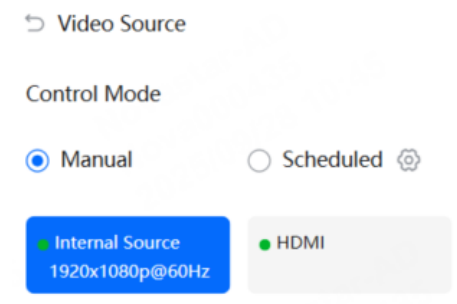 Video Source
Control Mode
Manual Scheduled
Internal Source HDMI
1920x1080p@60Hz